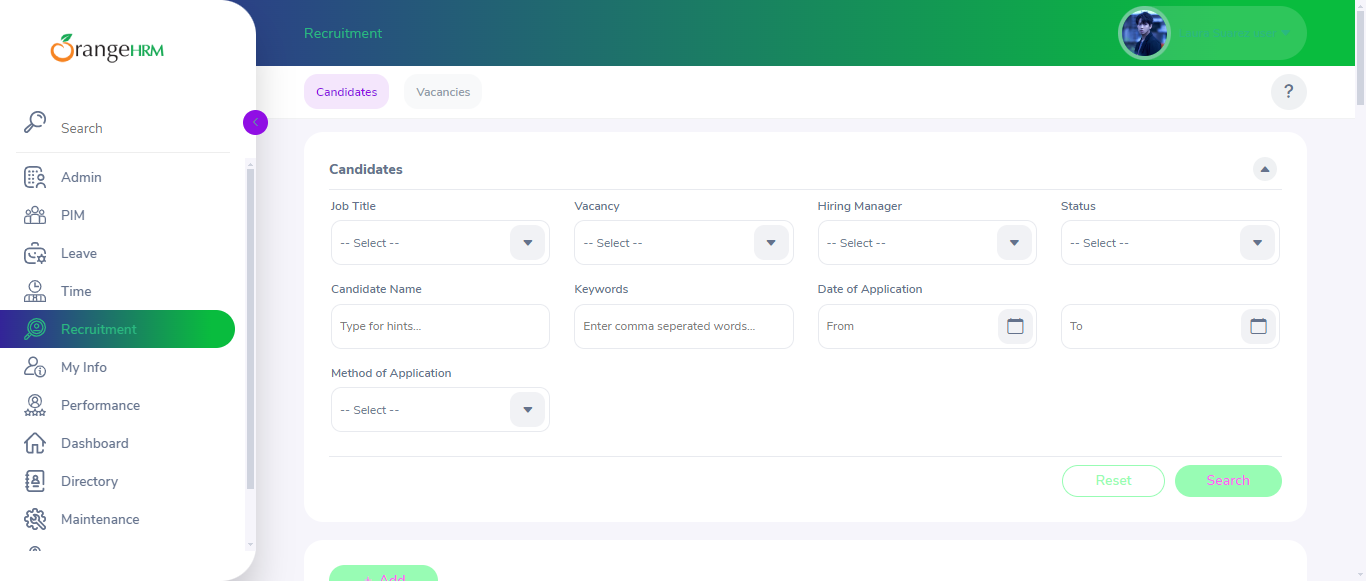 OrangeHRM
Recruitment
Candidates
Vacancies
?
Search
Admin
PIM
Leave
Time
Recruitment
My Info
Performance
Dashboard
Directory
Maintenance
Candidates
Job Title
Vacancy
Hiring Manager
Status
-- Select --
-- Select --
-- Select --
-- Select --
Candidate Name
Keywords
Date of Application
Type for hints...
Enter comma seperated words...
From
To
Method of Application
-- Select --
Reset
Search
+ Add